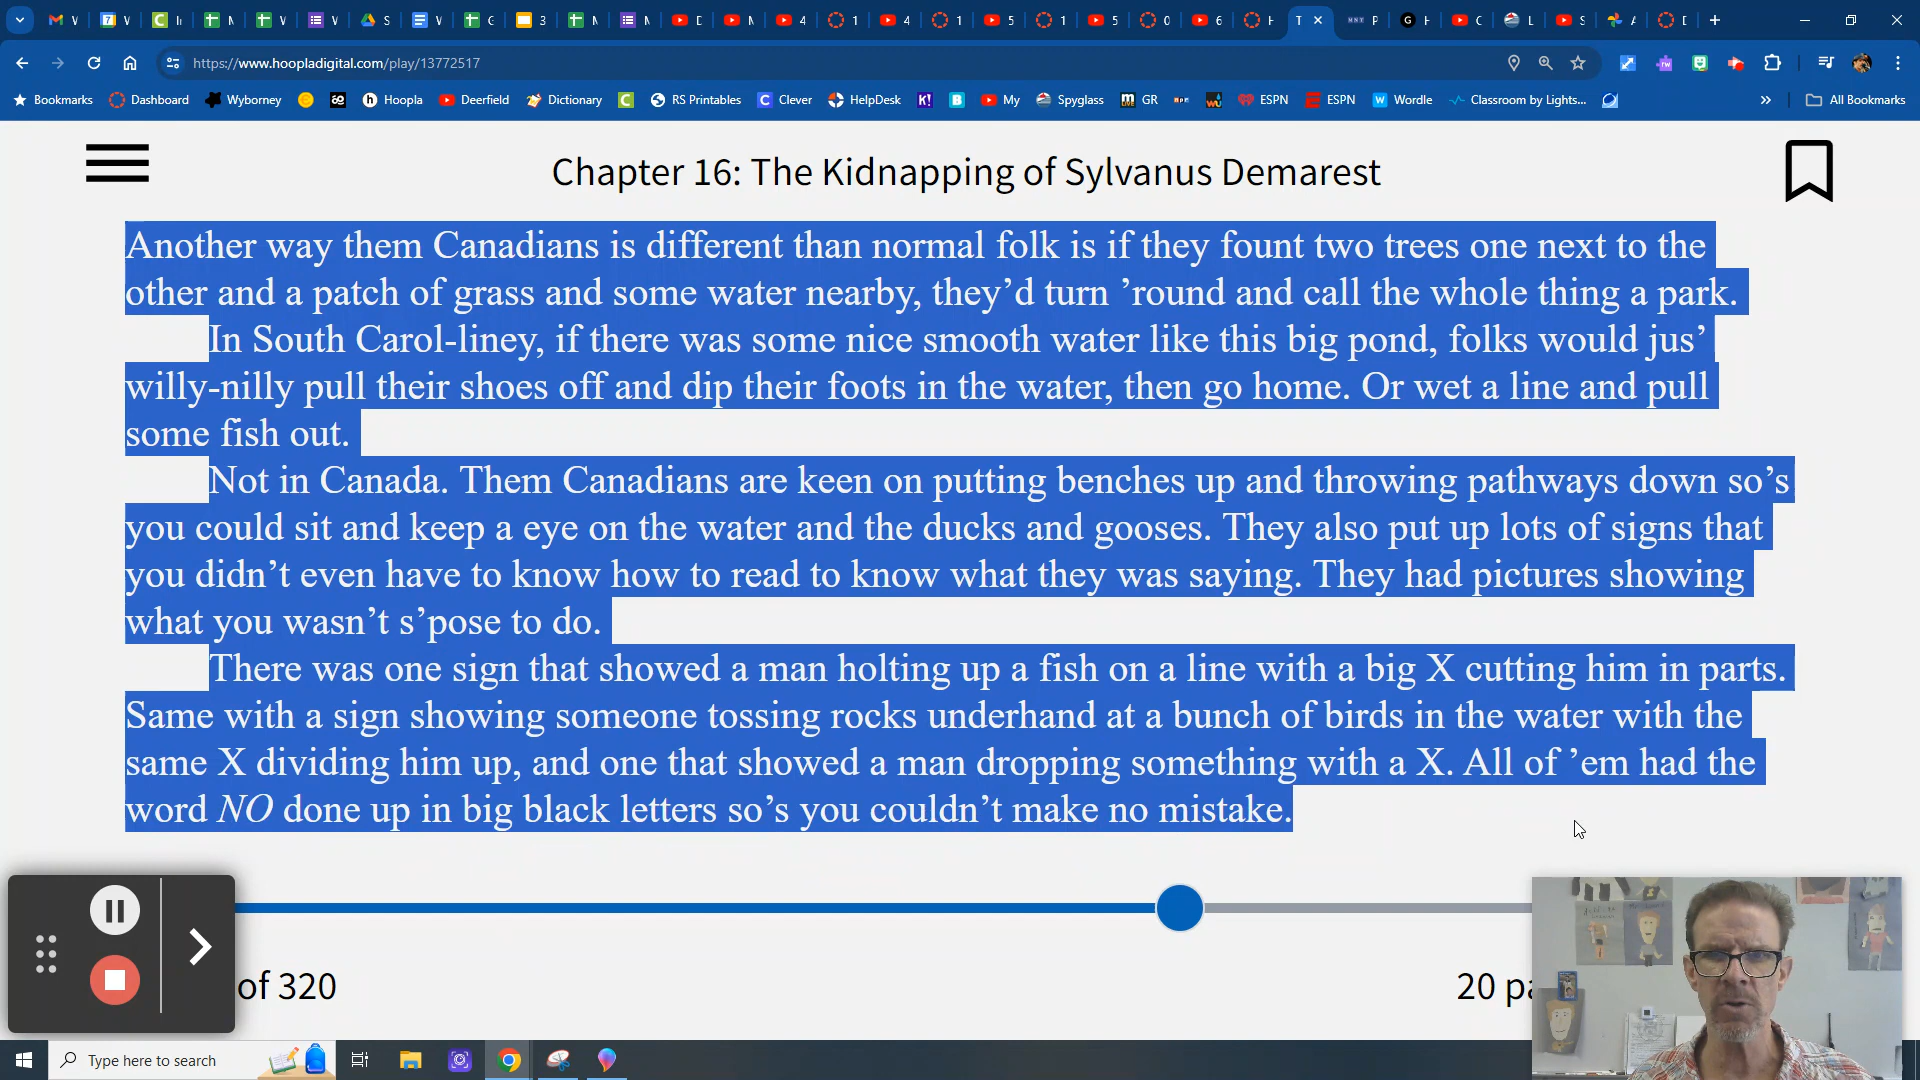 https://www.hoopladigital.com/play/13772517
Bookmarks Dashboard Wyborney Hoopla Deerfield Dictionary RS Printables Clever HelpDesk K! B My Spyglass GR ESPN ESPN Wordle Classroom by Lights... » All Bookmarks
Chapter 16: The Kidnapping of Sylvanus Demarest
Another way them Canadians is different than normal folk is if they fount two trees one next to the
other and a patch of grass and some water nearby, they’d turn ’round and call the whole thing a park.
In South Carol-liney, if there was some nice smooth water like this big pond, folks would jus’
willy-nilly pull their shoes off and dip their foots in the water, then go home. Or wet a line and pull
some fish out.
Not in Canada. Them Canadians are keen on putting benches up and throwing pathways down so’s
you could sit and keep a eye on the water and the ducks and gooses. They also put up lots of signs that
you didn’t even have to know how to read to know what they was saying. They had pictures showing
what you wasn’t s’pose to do.
There was one sign that showed a man holting up a fish on a line with a big X cutting him in parts.
Same with a sign showing someone tossing rocks underhand at a bunch of birds in the water with the
same X dividing him up, and one that showed a man dropping something with a X. All of ’em had the
word NO done up in big black letters so’s you couldn’t make no mistake.
of 320
20 pa
Type here to search